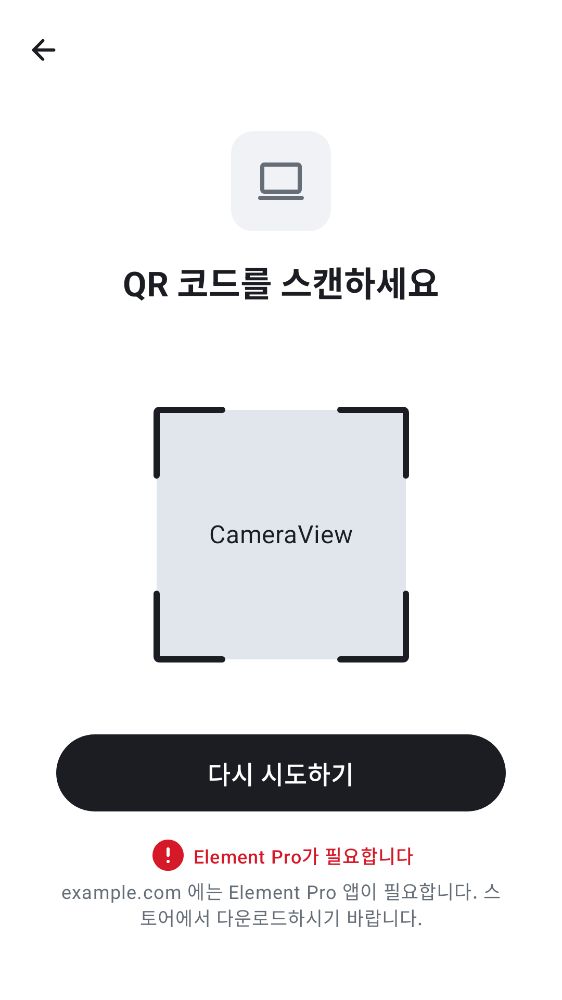 QR 코드를 스캔하세요
CameraView
다시 시도하기
Element Pro가 필요합니다
example.com 에는 Element Pro 앱이 필요합니다. 스
토어에서 다운로드하시기 바랍니다.